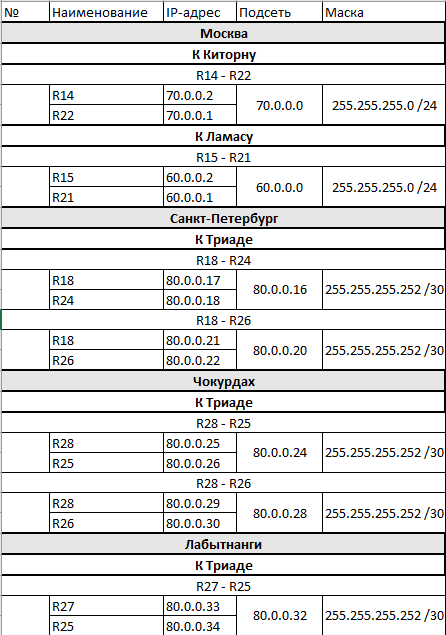 № Наименование IP-адрес Подсеть Маска
Москва
К Киторну
R14 - R22
R14 70.0.0.2
70.0.0.0 255.255.255.0 /24
R22 70.0.0.1
К Ламасу
R15 - R21
R15 60.0.0.2
60.0.0.0 255.255.255.0 /24
R21 60.0.0.1
Санкт-Петербург
К Триаде
R18 - R24
R18 80.0.0.17
80.0.0.16 255.255.255.252 /30
R24 80.0.0.18
R18 - R26
R18 80.0.0.21
80.0.0.20 255.255.255.252 /30
R26 80.0.0.22
Чокурдах
К Триаде
R28 - R25
R28 80.0.0.25
80.0.0.24 255.255.255.252 /30
R25 80.0.0.26
R28 - R26
R28 80.0.0.29
80.0.0.28 255.255.255.252 /30
R26 80.0.0.30
Лабытнанги
К Триаде
R27 - R25
R27 80.0.0.33
80.0.0.32 255.255.255.252 /30
R25 80.0.0.34